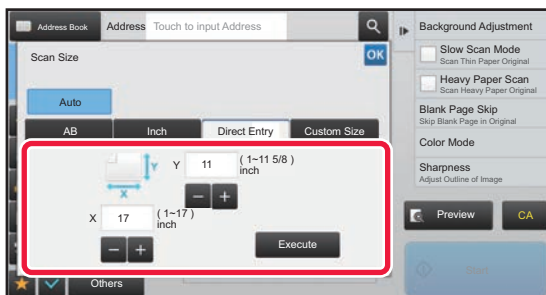 Address Book
Address
Touch to input Address
Scan Size
OK
Auto
AB
Inch
Direct Entry
Custom Size
Y
X
Y
11
(1~11 5/8 )
inch
X
17
(1~17 )
inch
Execute
Others
Background Adjustment
Slow Scan Mode
Scan Thin Paper Original
Heavy Paper Scan
Scan Heavy Paper Original
Blank Page Skip
Skip Blank Page in Original
Color Mode
Sharpness
Adjust Outline of Image
Preview
CA
Start